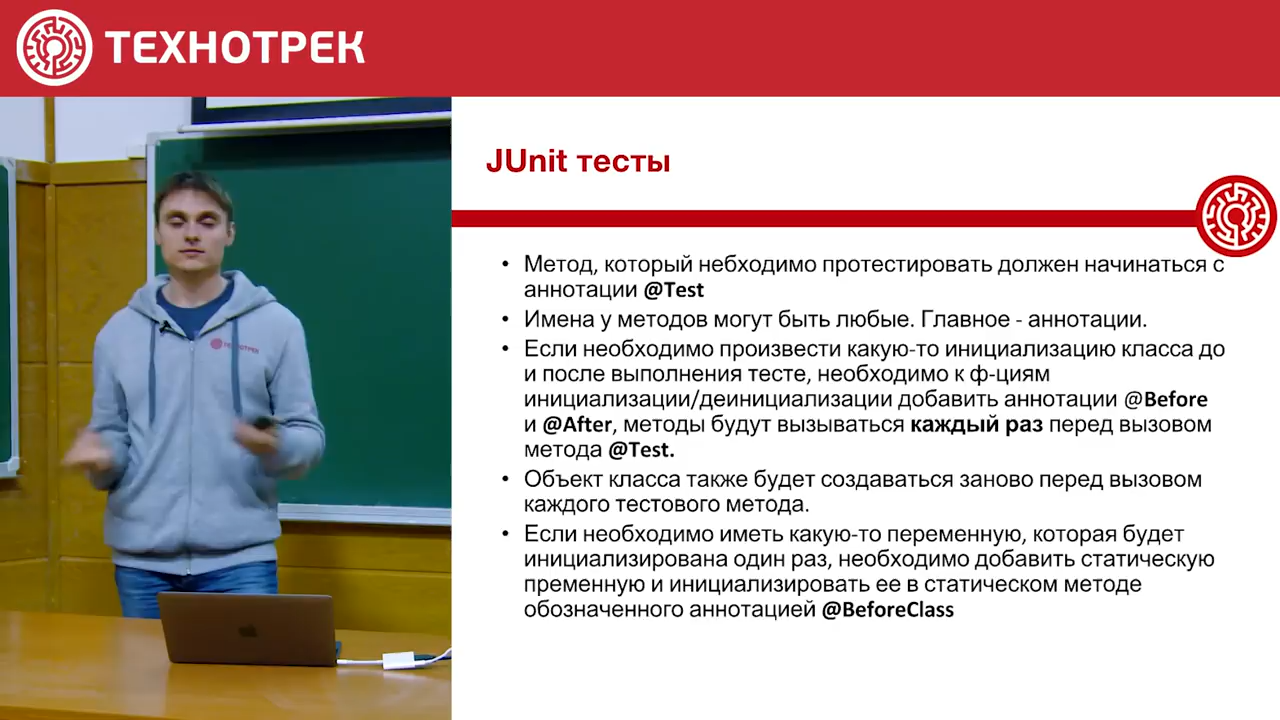 ТЕХНОТРЕК
JUnit тесты
• Метод, который небходимо протестировать должен начинаться с
аннотации @Test
• Имена у методов могут быть любые. Главное - аннотации.
• Если необходимо произвести какую-то инициализацию класса до
и после выполнения тесте, необходимо к ф-циям
инициализации/деинициализации добавить аннотации @Before
и @After, методы будут вызываться каждый раз перед вызовом
метода @Test.
• Объект класса также будет создаваться заново перед вызовом
каждого тестового метода.
• Если необходимо иметь какую-то переменную, которая будет
инициализирована один раз, необходимо добавить статическую
пременную и инициализировать ее в статическом методе
обозначенного аннотацией @BeforeClass
ТЕХНОТРЕК